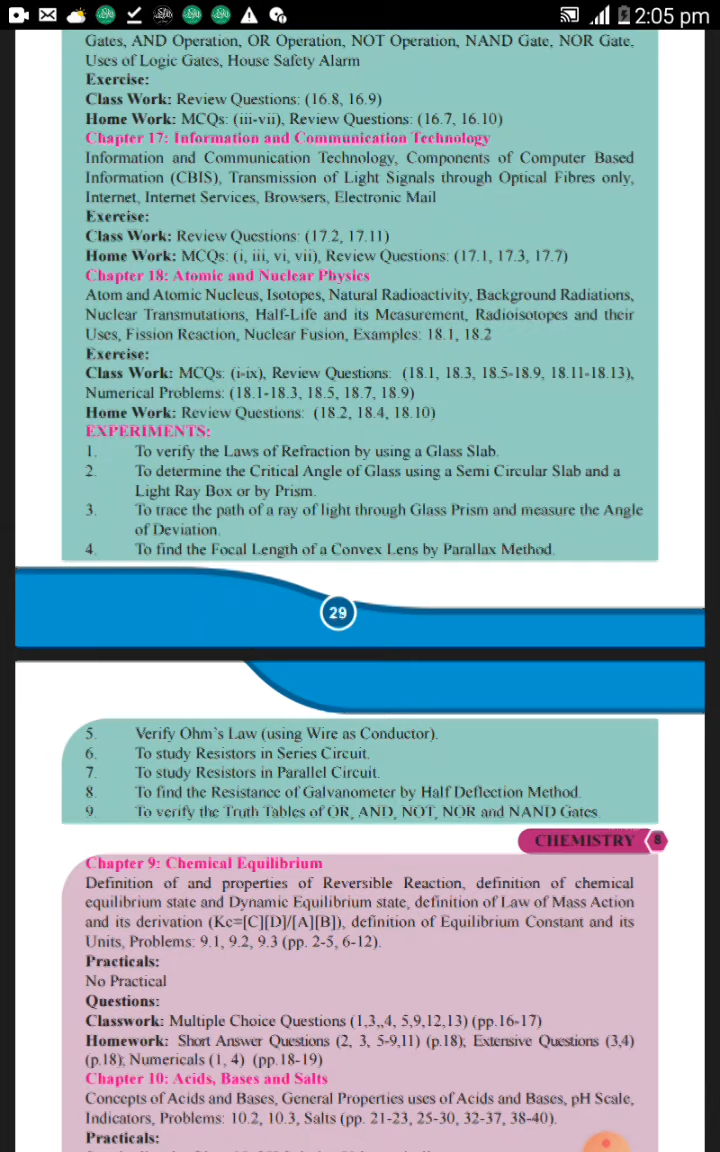 2:05 pm
Gates, AND Operation, OR Operation, NOT Operation, NAND Gate, NOR Gate,
Uses of Logic Gates, House Safety Alarm
Exercise:
Class Work: Review Questions: (16.8, 16.9)
Home Work: MCQs: (iii-vii), Review Questions: (16.7, 16.10)
Chapter 17: Information and Communication Technology
Information and Communication Technology, Components of Computer Based
Information (CBIS), Transmission of Light Signals through Optical Fibres only,
Internet, Internet Services, Browsers, Electronic Mail
Exercise:
Class Work: Review Questions: (17.2, 17.11)
Home Work: MCQs: (i, iii, vi, vii), Review Questions: (17.1, 17.3, 17.7)
Chapter 18: Atomic and Nuclear Physics
Atom and Atomic Nucleus, Isotopes, Natural Radioactivity, Background Radiations,
Nuclear Transmutations, Half-Life and its Measurement, Radioisotopes and their
Uses, Fission Reaction, Nuclear Fusion, Examples: 18.1, 18.2
Exercise:
Class Work: MCQs: (i-ix), Review Questions: (18.1, 18.3, 18.5-18.9, 18.11-18.13),
Numerical Problems: (18.1-18.3, 18.5, 18.7, 18.9)
Home Work: Review Questions: (18.2, 18.4, 18.10)
EXPERIMENTS:
1. To verify the Laws of Refraction by using a Glass Slab.
2. To determine the Critical Angle of Glass using a Semi Circular Slab and a
Light Ray Box or by Prism.
3. To trace the path of a ray of light through Glass Prism and measure the Angle
of Deviation.
4. To find the Focal Length of a Convex Lens by Parallax Method.
29
5. Verify Ohm's Law (using Wire as Conductor).
6. To study Resistors in Series Circuit.
7. To study Resistors in Parallel Circuit.
8. To find the Resistance of Galvanometer by Half Deflection Method.
9. To verify the Truth Tables of OR, AND, NOT, NOR and NAND Gates.
CHEMISTRY 8
Chapter 9: Chemical Equilibrium
Definition of and properties of Reversible Reaction, definition of chemical
equilibrium state and Dynamic Equilibrium state, definition of Law of Mass Action
and its derivation (Kc=[C][D]/[A][B]), definition of Equilibrium Constant and its
Units, Problems: 9.1, 9.2, 9.3 (pp. 2-5, 6-12).
Practicals:
No Practical
Questions:
Classwork: Multiple Choice Questions (1,3,,4, 5,9,12,13) (pp.16-17)
Homework: Short Answer Questions (2, 3, 5-9,11) (p.18); Extensive Questions (3,4)
(p.18); Numericals (1, 4) (pp.18-19)
Chapter 10: Acids, Bases and Salts
Concepts of Acids and Bases, General Properties uses of Acids and Bases, pH Scale,
Indicators, Problems: 10.2, 10.3, Salts (pp. 21-23, 25-30, 32-37, 38-40).
Practicals: